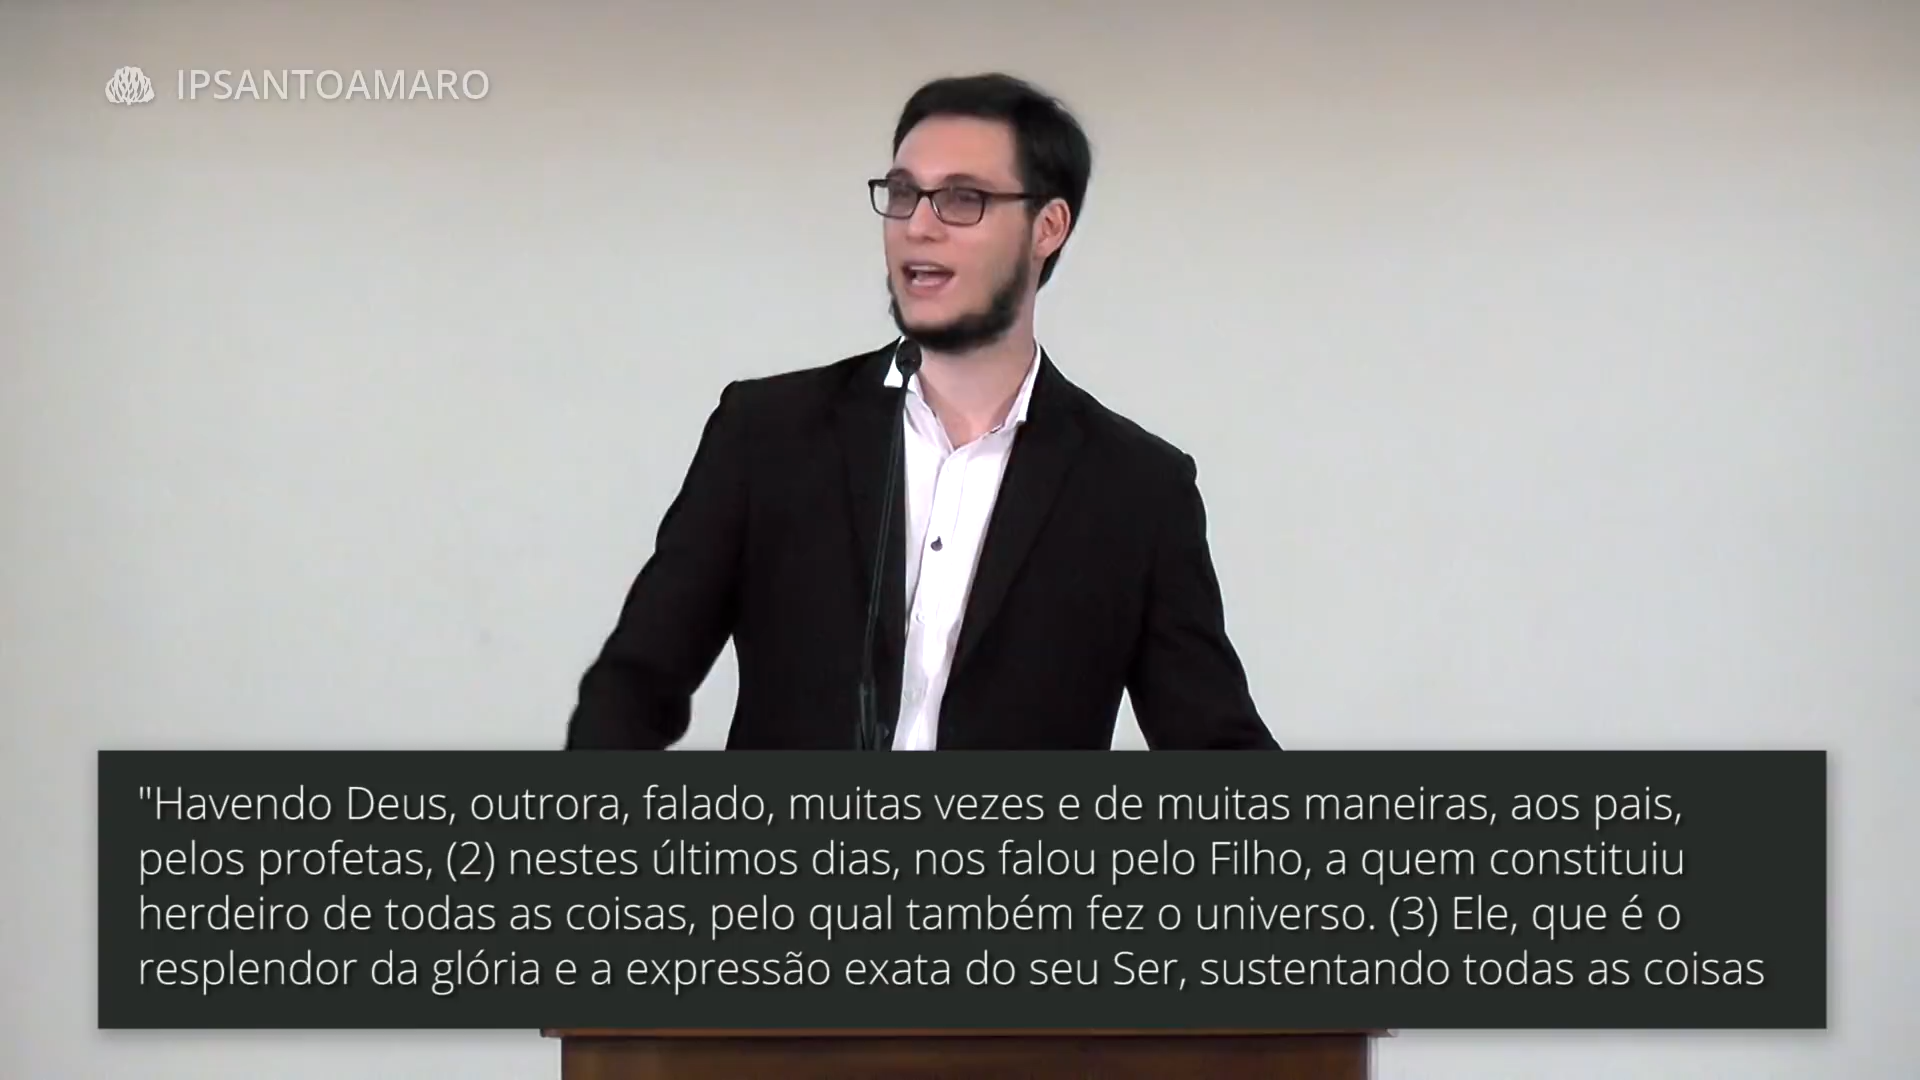 IPSANTOAMARO
"Havendo Deus, outrora, falado, muitas vezes e de muitas maneiras, aos pais,
pelos profetas, (2) nestes últimos dias, nos falou pelo Filho, a quem constituiu
herdeiro de todas as coisas, pelo qual também fez o universo. (3) Ele, que é o
resplendor da glória e a expressão exata do seu Ser, sustentando todas as coisas